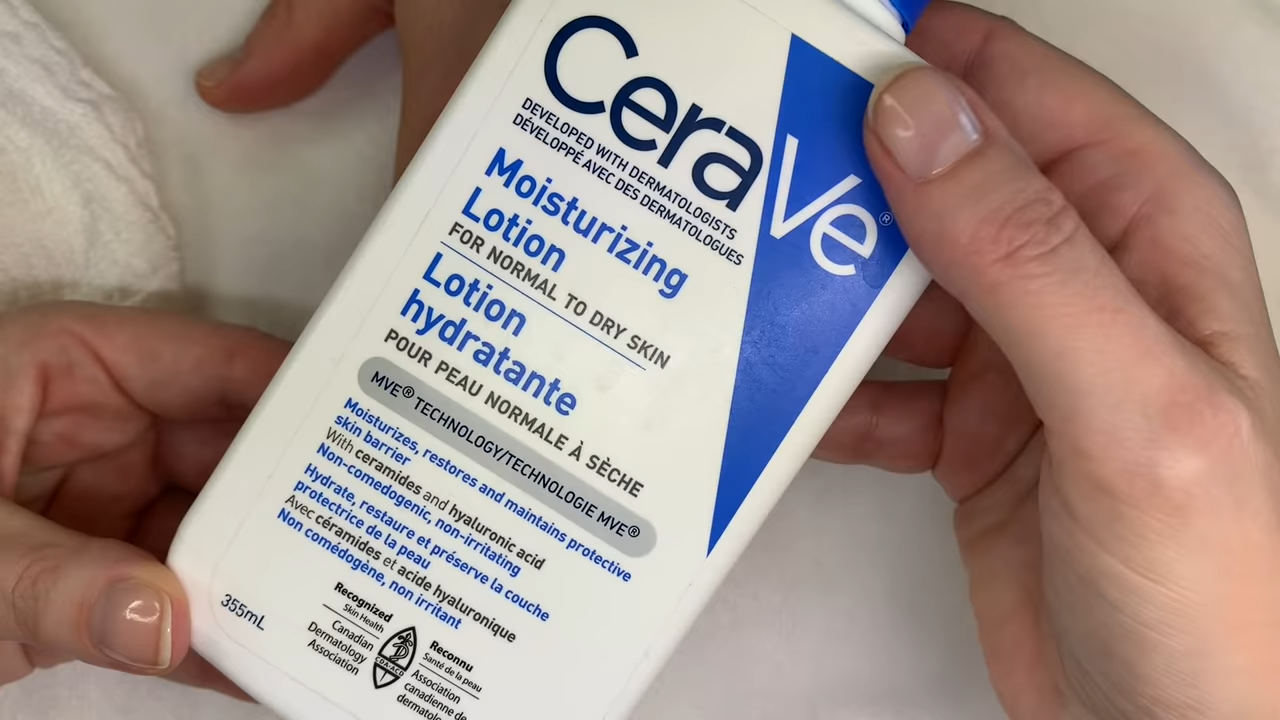 CeraVe®
DEVELOPED WITH DERMATOLOGISTS
DÉVELOPPÉ AVEC DES DERMATOLOGUES
Moisturizing
Lotion
FOR NORMAL TO DRY SKIN
Lotion
hydratante
POUR PEAU NORMALE À SÈCHE
MVE® TECHNOLOGY/TECHNOLOGIE MVE®
Moisturizes, restores and maintains protective
skin barrier
With ceramides and hyaluronic acid
Non-comedogenic, non-irritating
Hydrate, restaure et préserve la couche
protectrice de la peau
Avec céramides et acide hyaluronique
Non comédogène, non irritant
355mL
Recognized
Skin Health
Canadian
Dermatology
Association
Reconnu
Santé de la peau
Association
canadienne de